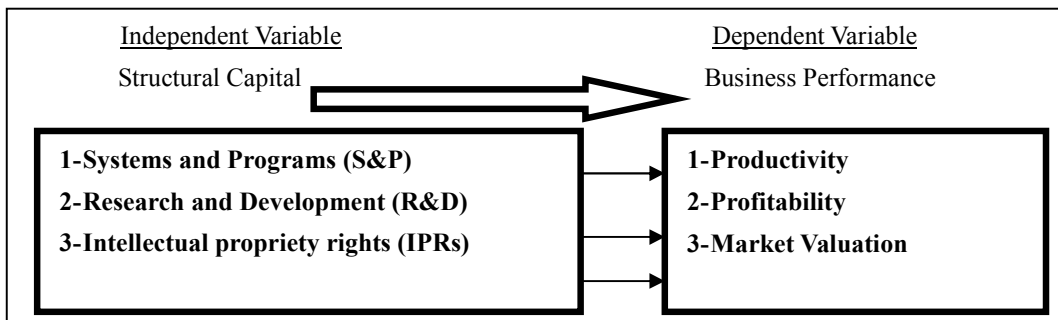 Independent Variable
Dependent Variable
Structural Capital
Business Performance
1-Systems and Programs (S&P)
2-Research and Development (R&D)
3-Intellectual propriety rights (IPRs)
1-Productivity
2-Profitability
3-Market Valuation